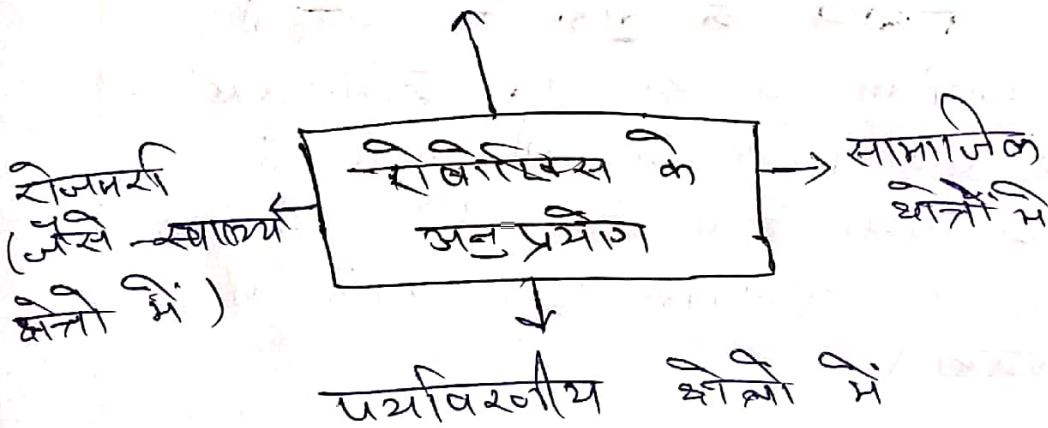 रोबोटिक्स के
अनुप्रयोग
रोजमर्रा
(जैसे - स्वास्थ्य
क्षेत्रो में)
सामाजिक
क्षेत्रों में
पर्यावरणीय क्षेत्रो में